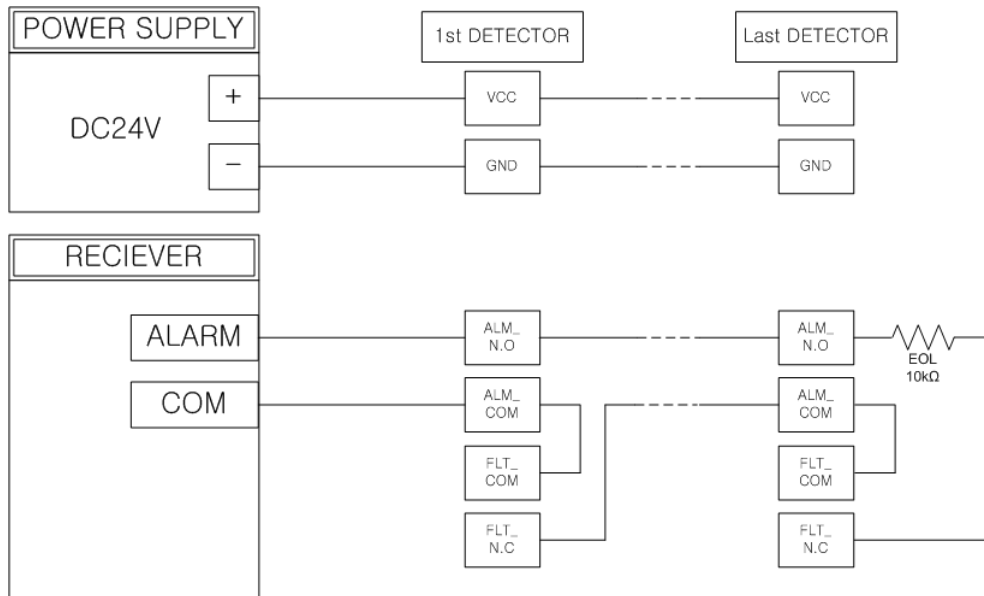 POWER SUPPLY
1st DETECTOR
Last DETECTOR
+
VCC
VCC
DC24V
−
GND
GND
RECIEVER
ALARM
ALM_
N.O
ALM_
N.O
EOL
10kΩ
COM
ALM_
COM
ALM_
COM
FLT_
COM
FLT_
COM
FLT_
N.C
FLT_
N.C